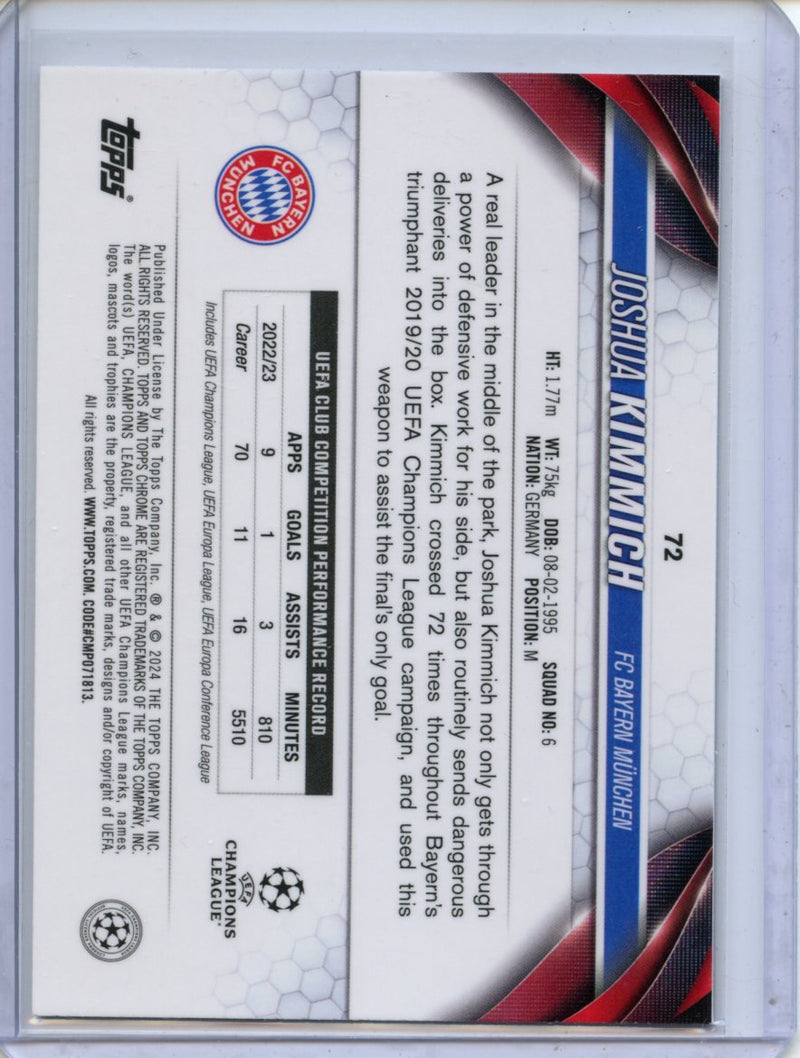 72
JOSHUA KIMMICH FC BAYERN MÜNCHEN
HT: 1.77m WT: 75kg DOB: 08-02-1995 SQUAD NO: 6
NATION: GERMANY POSITION: M
A real leader in the middle of the park, Joshua Kimmich not only gets through
a power of defensive work for his side, but also routinely sends dangerous
deliveries into the box. Kimmich crossed 72 times throughout Bayern's
triumphant 2019/20 UEFA Champions League campaign, and used this
weapon to assist the final's only goal.
FC BAYERN
MÜNCHEN
UEFA CLUB COMPETITION PERFORMANCE RECORD
APPS GOALS ASSISTS MINUTES
2022/23 9 1 3 810
Career 70 11 16 5510
Includes UEFA Champions League, UEFA Europa League, UEFA Europa Conference League
UEFA
CHAMPIONS
LEAGUE®
topps®
Published Under License by The Topps Company, Inc. ® & © 2024 THE TOPPS COMPANY, INC.
ALL RIGHTS RESERVED. TOPPS AND TOPPS CHROME ARE REGISTERED TRADEMARKS OF THE TOPPS COMPANY, INC.
The word(s) UEFA, CHAMPIONS LEAGUE, and all other UEFA Champions League marks, names,
logos, mascots and trophies are the property, registered trade marks, designs and/or copyright of UEFA.
All rights reserved. WWW.TOPPS.COM. CODE#CMP071813.